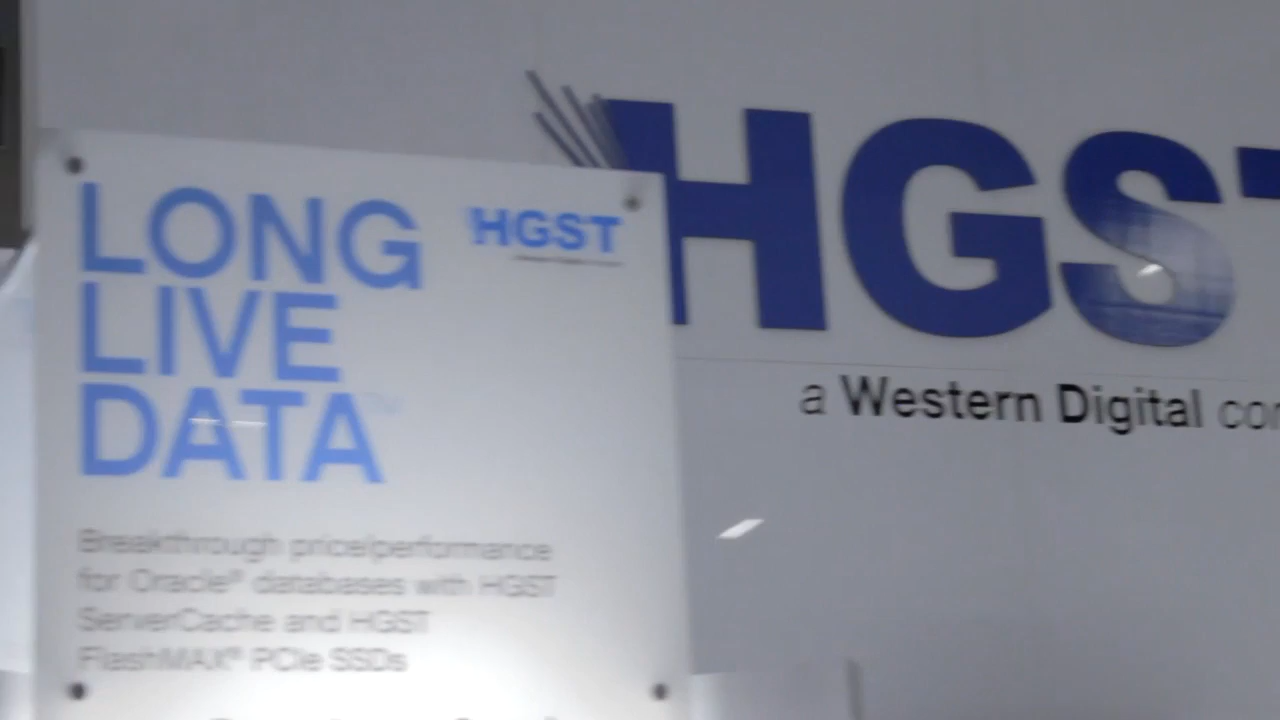 LONG
LIVE
DATA
HGST
Breakthrough price/performance
for Oracle® databases with HGST
ServerCache and HGST
FlashMAX® PCIe SSDs
HGST
a Western Digital